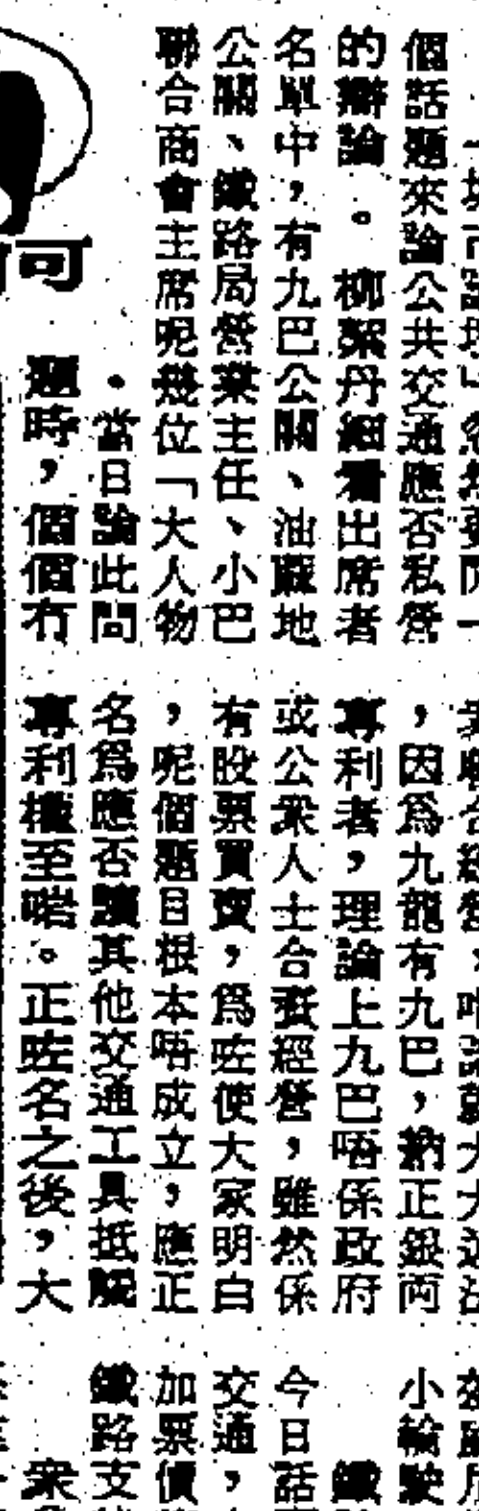 個話題來論公共交通應否私營
的辯論。柳絮丹細看出席者
名單中，有九巴公關、油蔴地
公關、鐵路局營業主任、小巴
聯合商會主席呢幾位「大人物
。當日論此問
題時，個個冇
，因為九龍有九巴，納正銀両
專利者，理論上九巴唔係政府
或公衆人士合資經營，雖然係
有股票買賣，為咗使大家明白
，呢個題目根本唔成立，應正
名為應否讓其他交通工具抵觸
專利權至啱。正咗名之後，大
小輪駛
今日話
交通，
加票價
鐵路支
衆
可